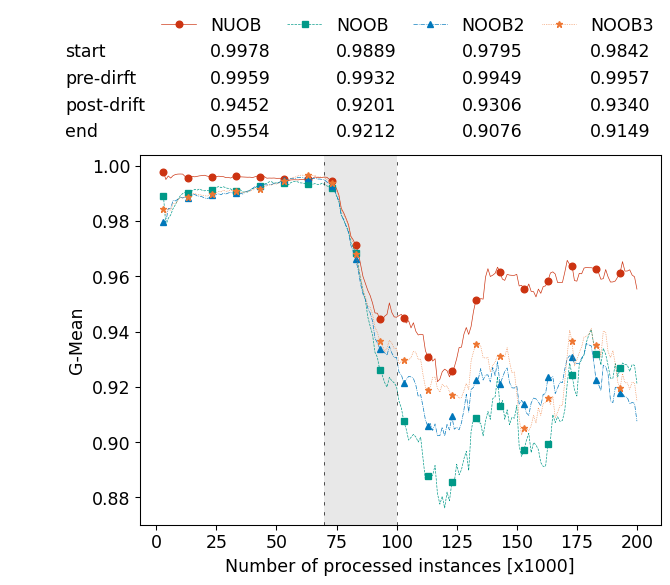 NUOB NOOB NOOB2 NOOB3
start 0.9978 0.9889 0.9795 0.9842
pre-dirft 0.9959 0.9932 0.9949 0.9957
post-drift 0.9452 0.9201 0.9306 0.9340
end 0.9554 0.9212 0.9076 0.9149
1.00
0.98
0.96
0.94
0.92
0.90
0.88
G-Mean
0 25 50 75 100 125 150 175 200
Number of processed instances [x1000]